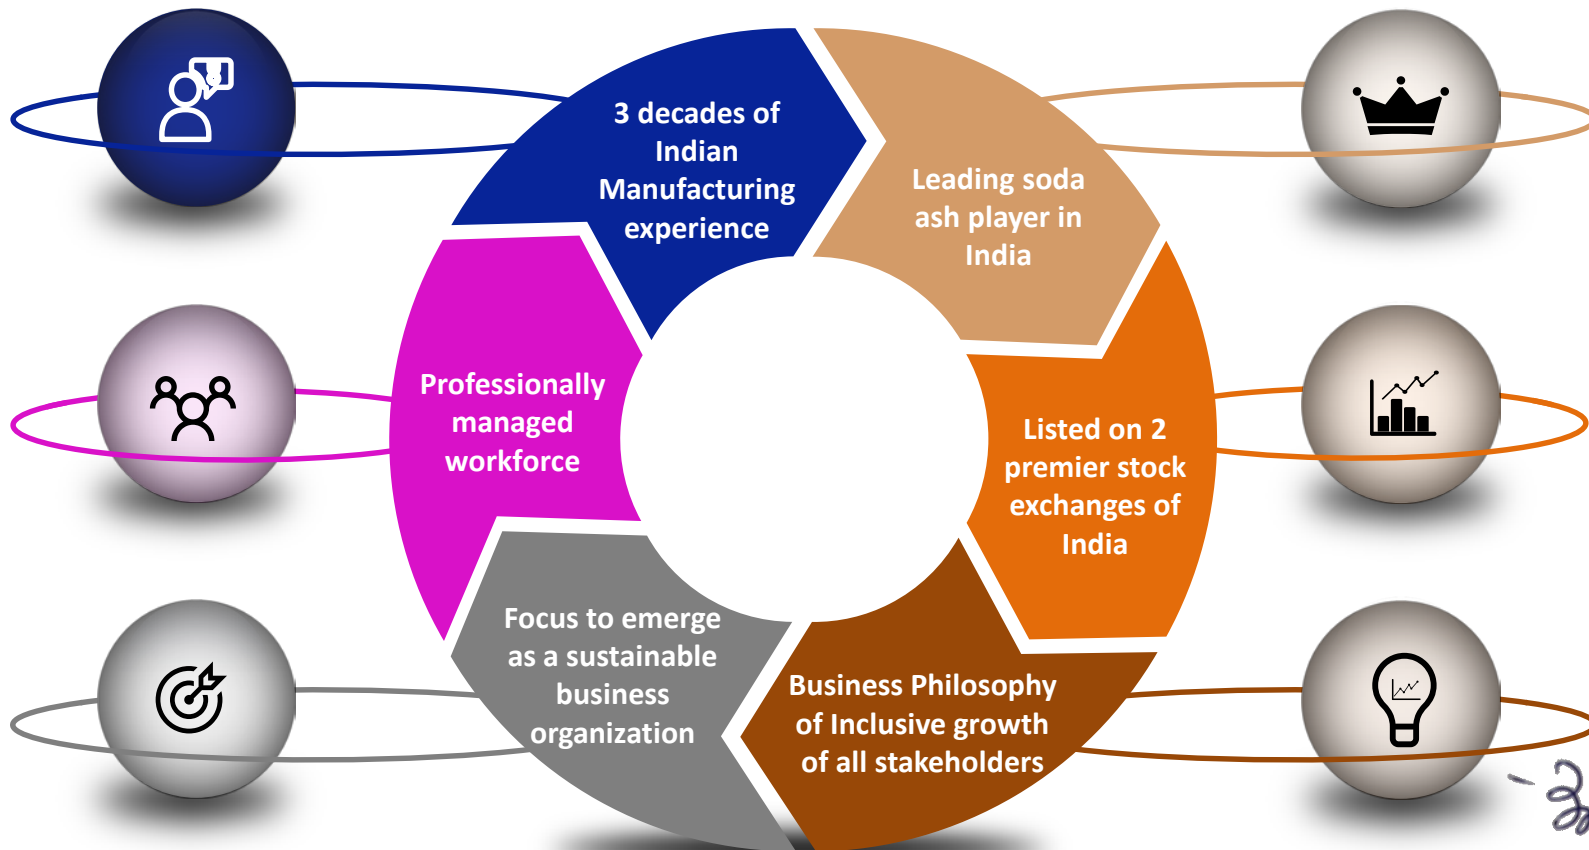 3 decades of
Indian
Manufacturing
experience
Leading soda
ash player in
India
Listed on 2
premier stock
exchanges of
India
Business Philosophy
of Inclusive growth
of all stakeholders
Focus to emerge
as a sustainable
business
organization
Professionally
managed
workforce